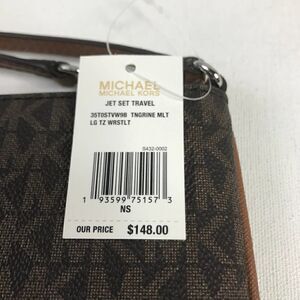 MICHAEL
MICHAEL KORS
JET SET TRAVEL
35T0STVW9B TNGRINE MLT
LG TZ WRSTLT
S432-0002
1 93599 75157 3
NS
OUR PRICE $148.00